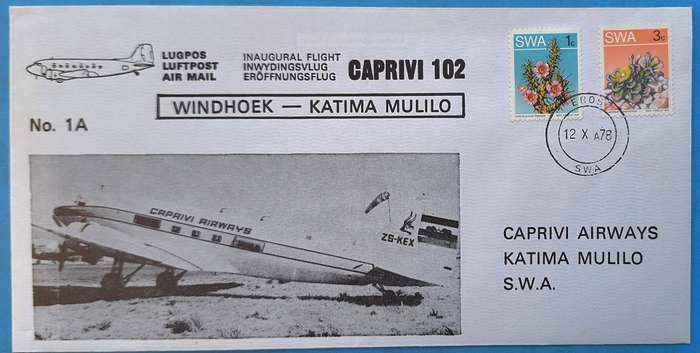 LUGPOS
LUFTPOST
AIR MAIL
INAUGURAL FLIGHT
INWYDINGSVLUG
ERÖFFNUNGSFLUG
CAPRIVI 102
WINDHOEK — KATIMA MULILO
No. 1A
SWA 1c
SWA 3c
EROS
12 X A78
SWA
CAPRIVI AIRWAYS
ZS-KEX
CAPRIVI AIRWAYS
KATIMA MULILO
S.W.A.